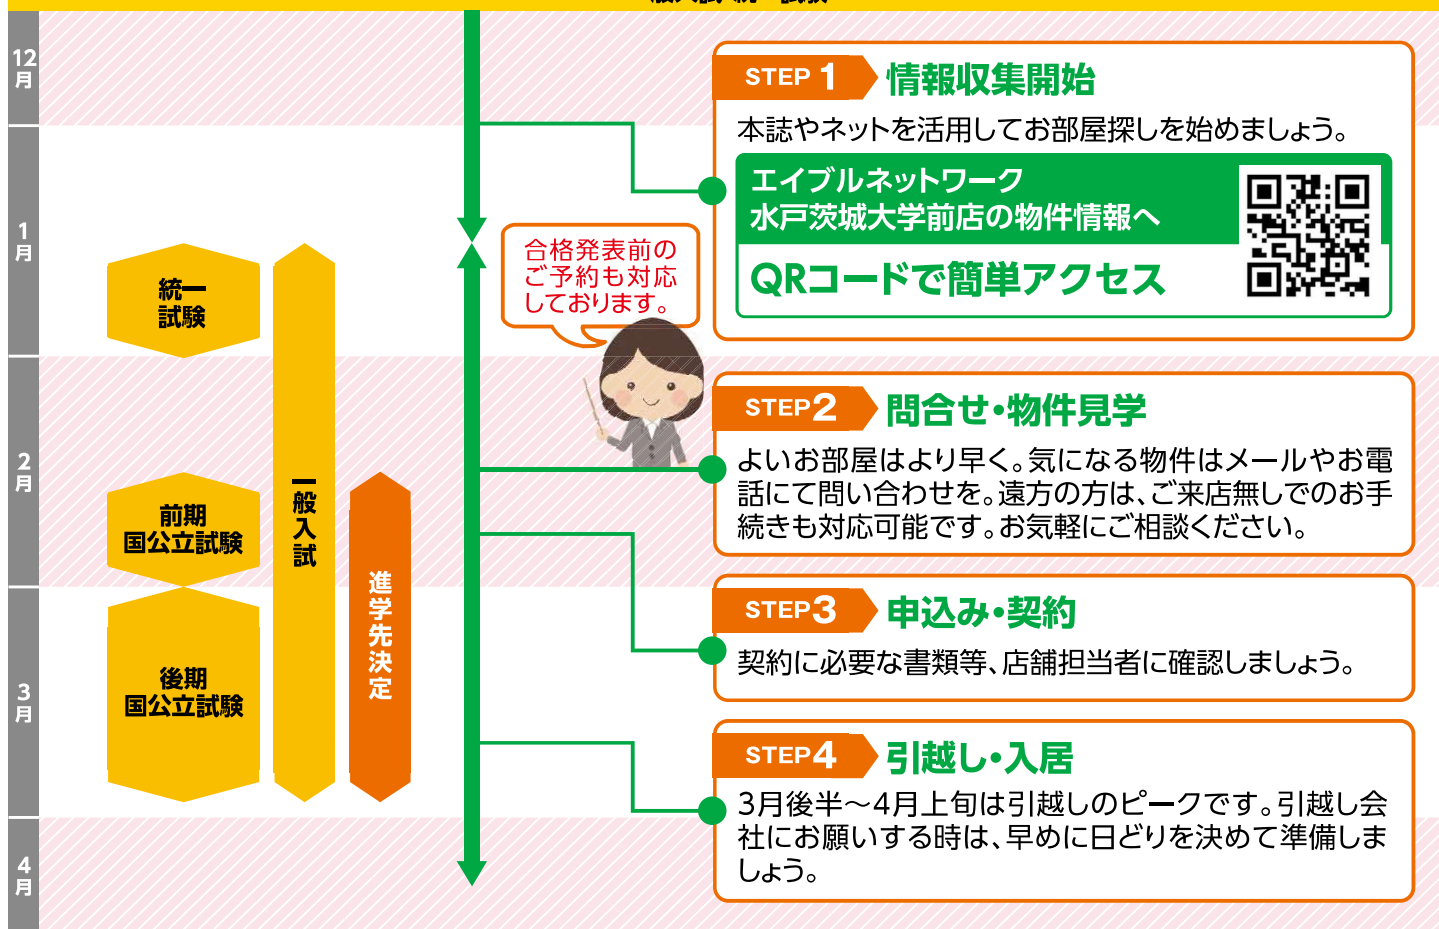 12
月
STEP 1 情報収集開始
本誌やネットを活用してお部屋探しを始めましょう。
エイブルネットワーク
水戸茨城大学前店の物件情報へ
QRコードで簡単アクセス
1
月
合格発表前の
ご予約も対応
しております。
統一
試験
一般入試
2
月
STEP2 問合せ・物件見学
よいお部屋はより早く。気になる物件はメールやお電
話にて問い合わせを。遠方の方は、ご来店無しでのお手
続きも対応可能です。お気軽にご相談ください。
前期
国公立試験
進学先決定
STEP3 申込み・契約
契約に必要な書類等、店舗担当者に確認しましょう。
3
月
後期
国公立試験
STEP4 引越し・入居
3月後半～4月上旬は引越しのピークです。引越し会
社にお願いする時は、早めに日どりを決めて準備しま
しょう。
4
月